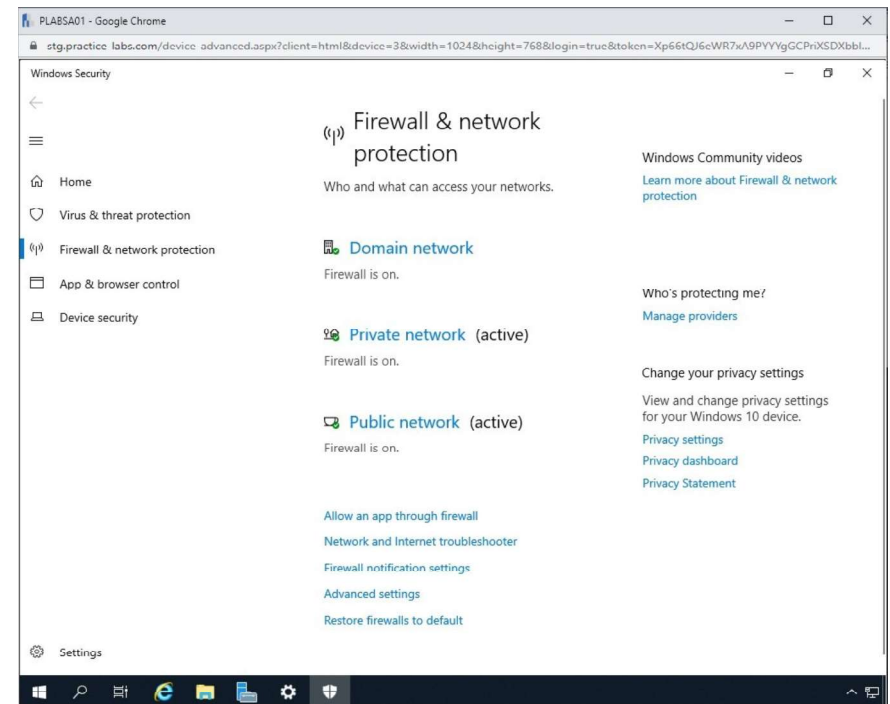 PLABSA01 - Google Chrome
stg.practice-labs.com/device-advanced.aspx?client=html&device=3&width=1024&height=768&login=true&
Windows Security
Firewall & network
protection
Who and what can access your networks.
Home
Virus & threat protection
Firewall & network protection
App & browser control
Device security
Domain network
Firewall is on.
Private network (active)
Firewall is on.
Public network (active)
Firewall is on.
Allow an app through firewall
Network and Internet troubleshooter
Firewall notification settings
Advanced settings
Restore firewalls to default
Windows Community videos
Learn more about Firewall & network
protection
Who's protecting me?
Manage providers
Change your privacy settings
View and change privacy settings
for your Windows 10 device.
Privacy settings
Privacy dashboard
Privacy Statement
Settings